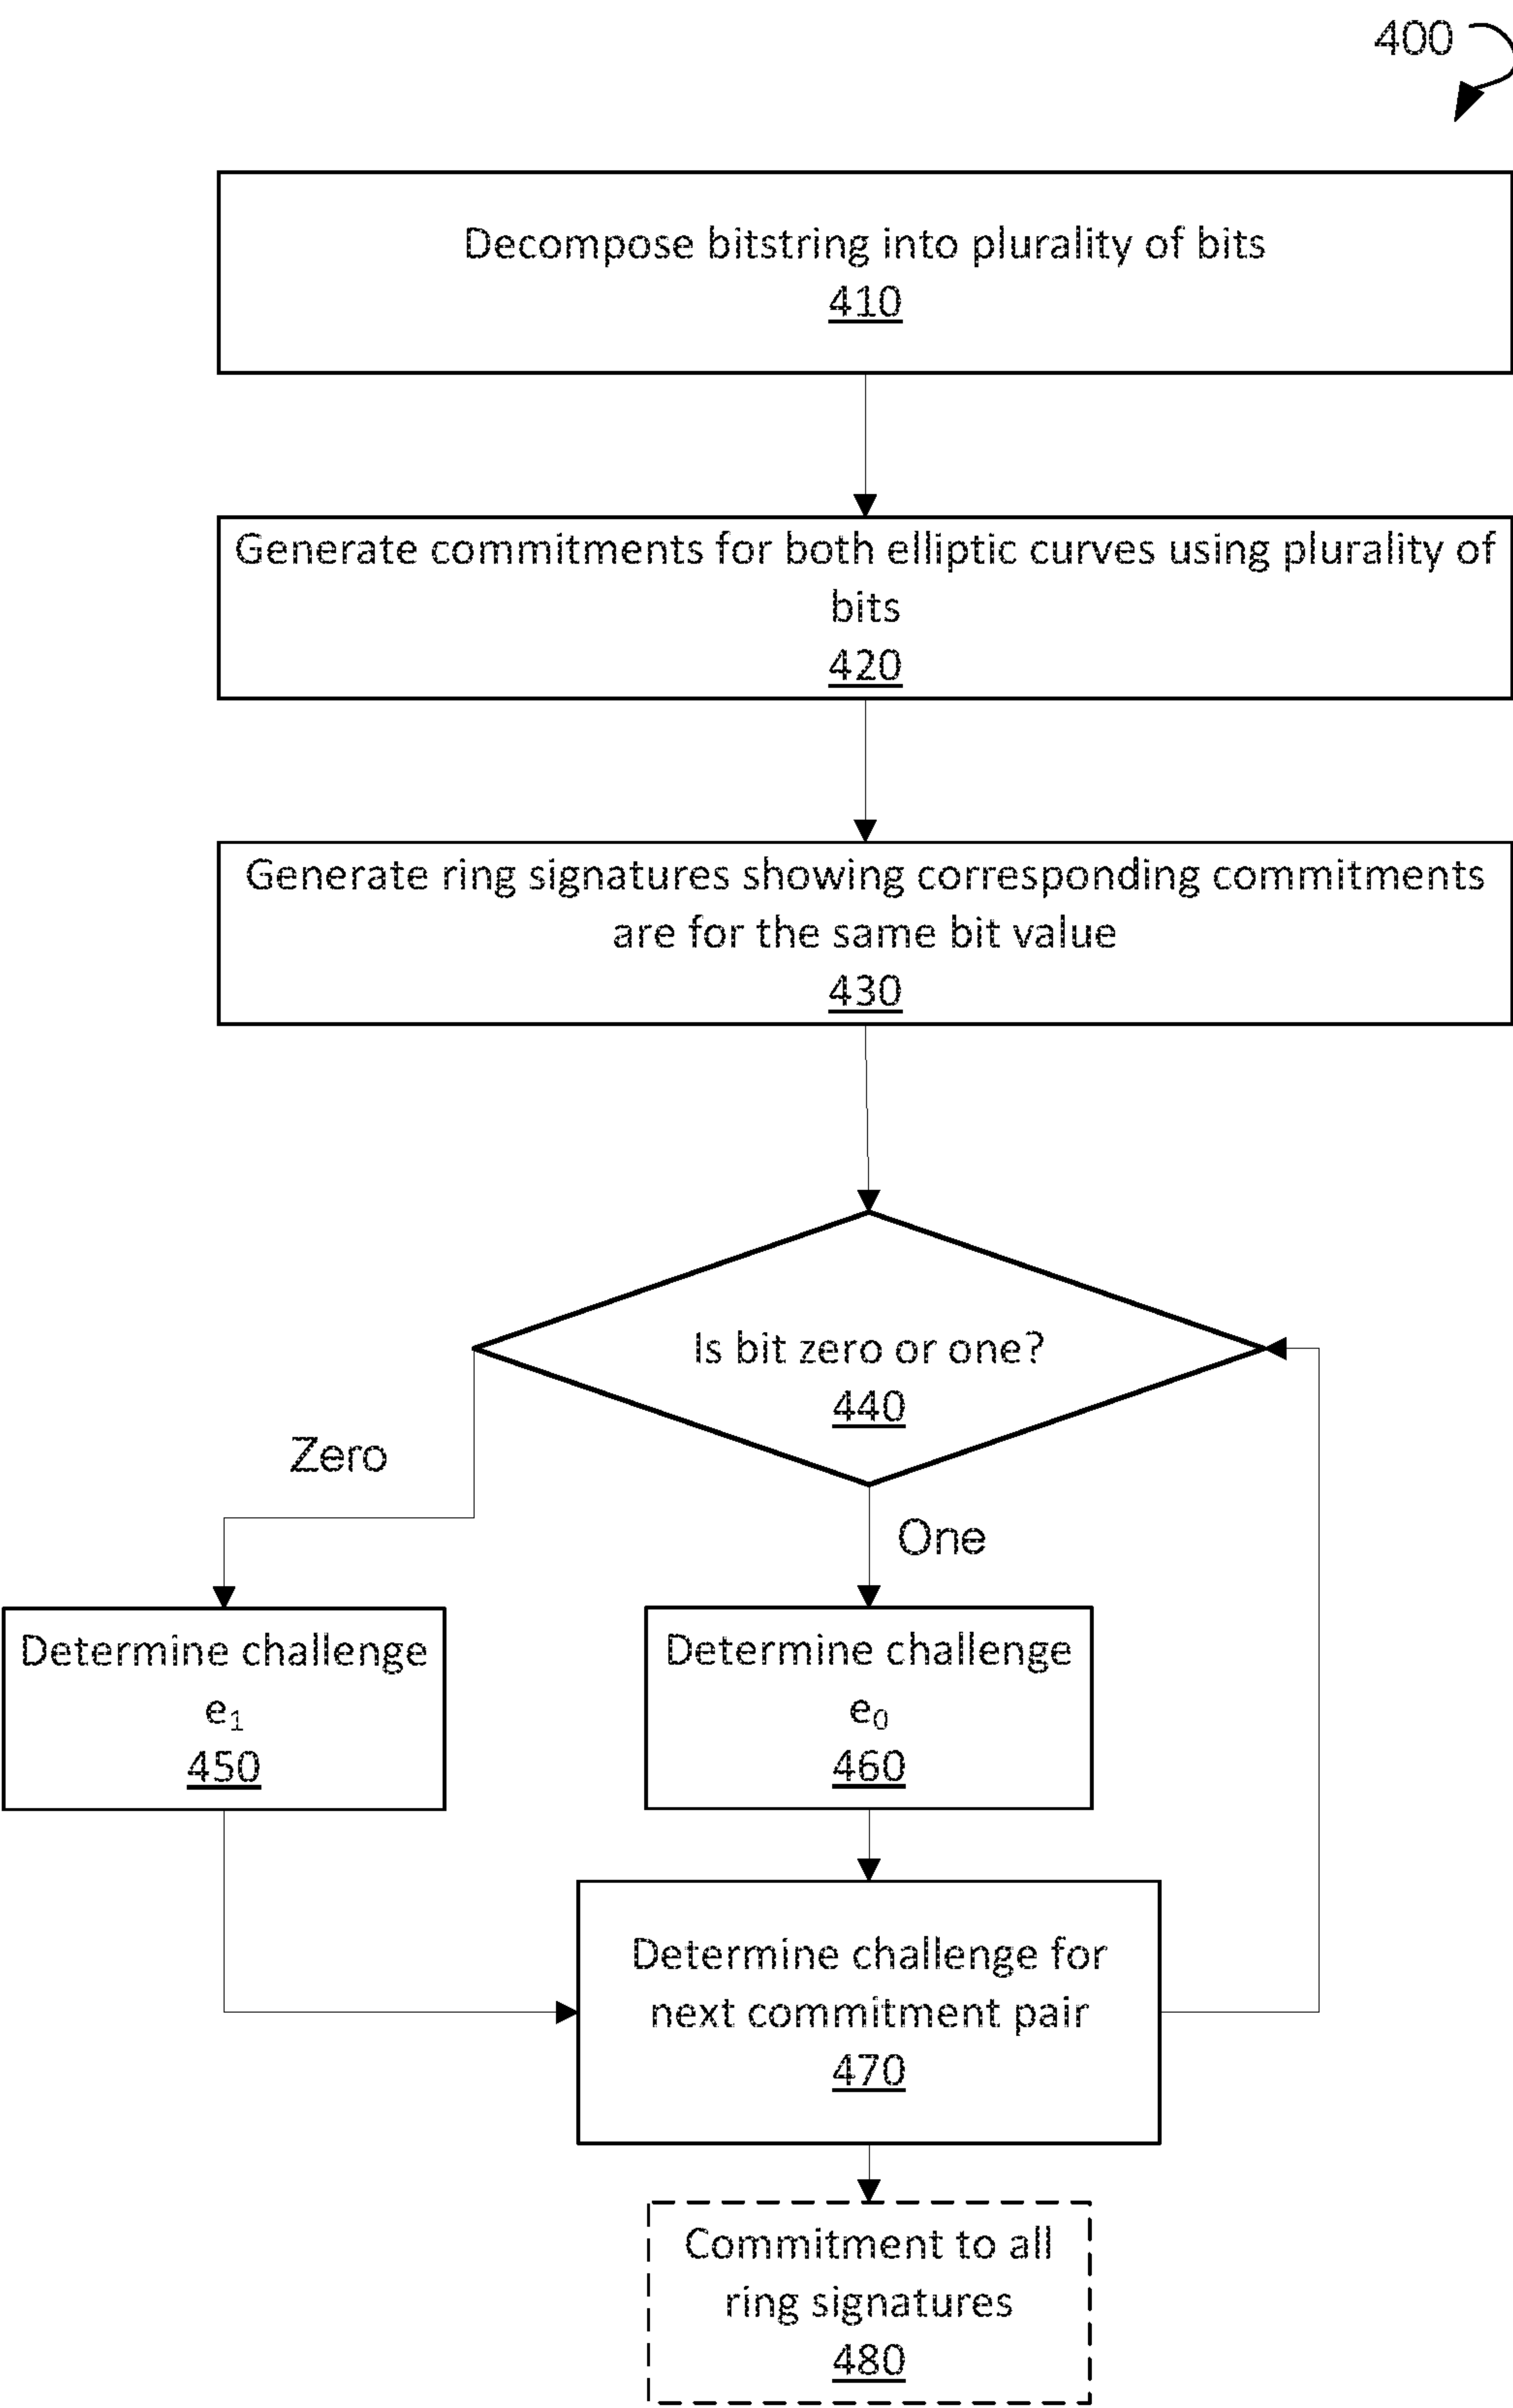 400
Decompose bitstring into plurality of bits
410
Generate commitments for both elliptic curves using plurality of
bits
420
Generate ring signatures showing corresponding commitments
are for the same bit value
430
Is bit zero or one?
440
Zero
One
Determine challenge
e₁
450
Determine challenge
e₀
460
Determine challenge for
next commitment pair
470
Commitment to all
ring signatures
480